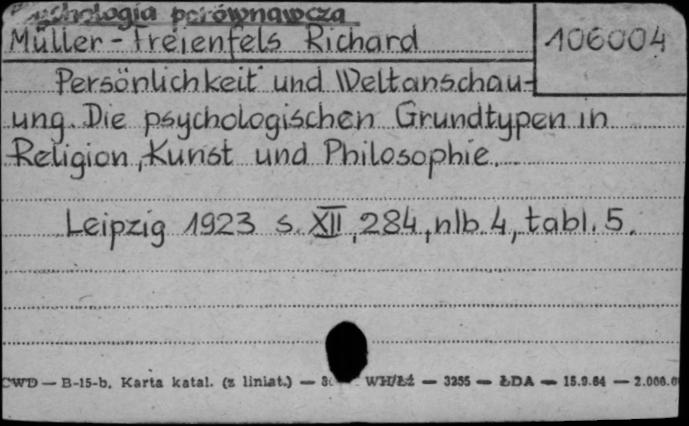 Psychologia porównawcza
Müller-Freienfels Richard
106004
Persönlichkeit und Weltanschau-
ung. Die psychologischen Grundtypen in
Religion, Kunst und Philosophie.
Leipzig 1923 s. XII, 284, nlb. 4, tabl. 5.
CWD — B-15-b. Karta katal. (z liniat.) — WH/Łź — 3255 — ŁDA — 15.9.64 — 2.000.0